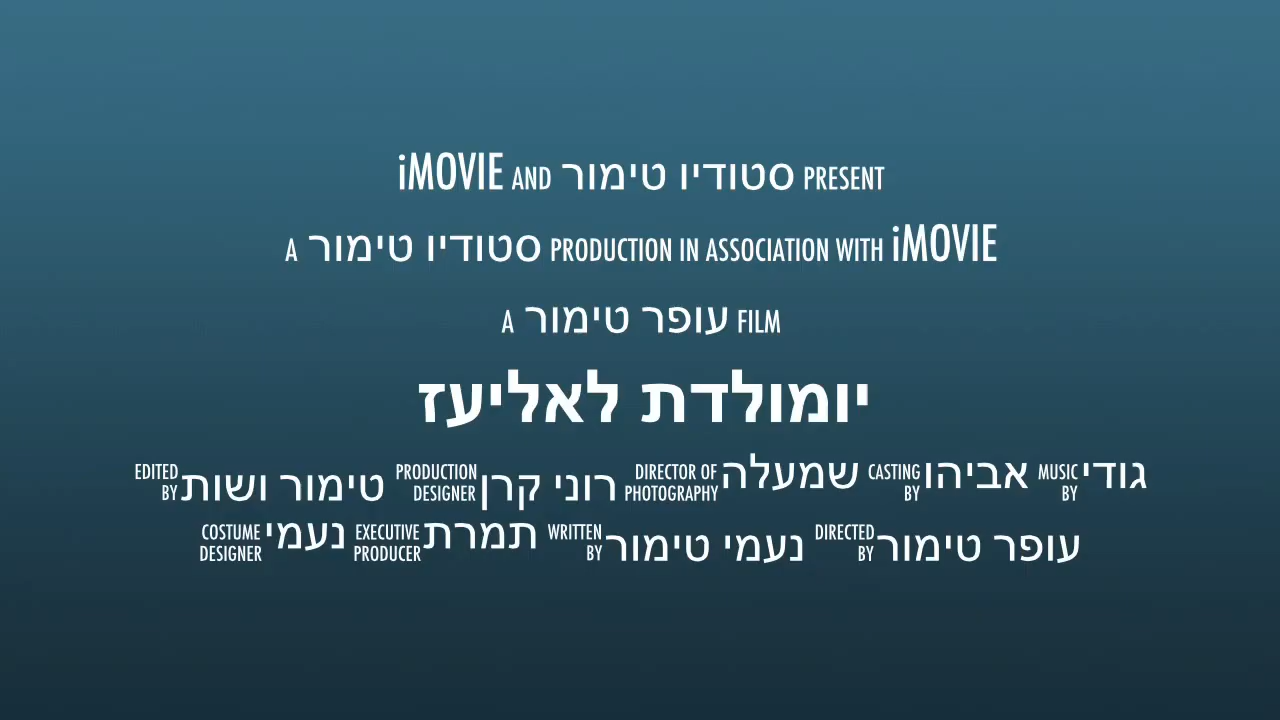 iMOVIE AND סטודיו טימור PRESENT
A סטודיו טימור PRODUCTION IN ASSOCIATION WITH iMOVIE
A עופר טימור FILM
יומולדת לאליעז
EDITED BY טימור ושות PRODUCTION DESIGNER רוני קרן DIRECTOR OF PHOTOGRAPHY שמעלה CASTING BY אביהו MUSIC BY גודי
COSTUME DESIGNER נעמי EXECUTIVE PRODUCER תמרת WRITTEN BY נעמי טימור DIRECTED BY עופר טימור